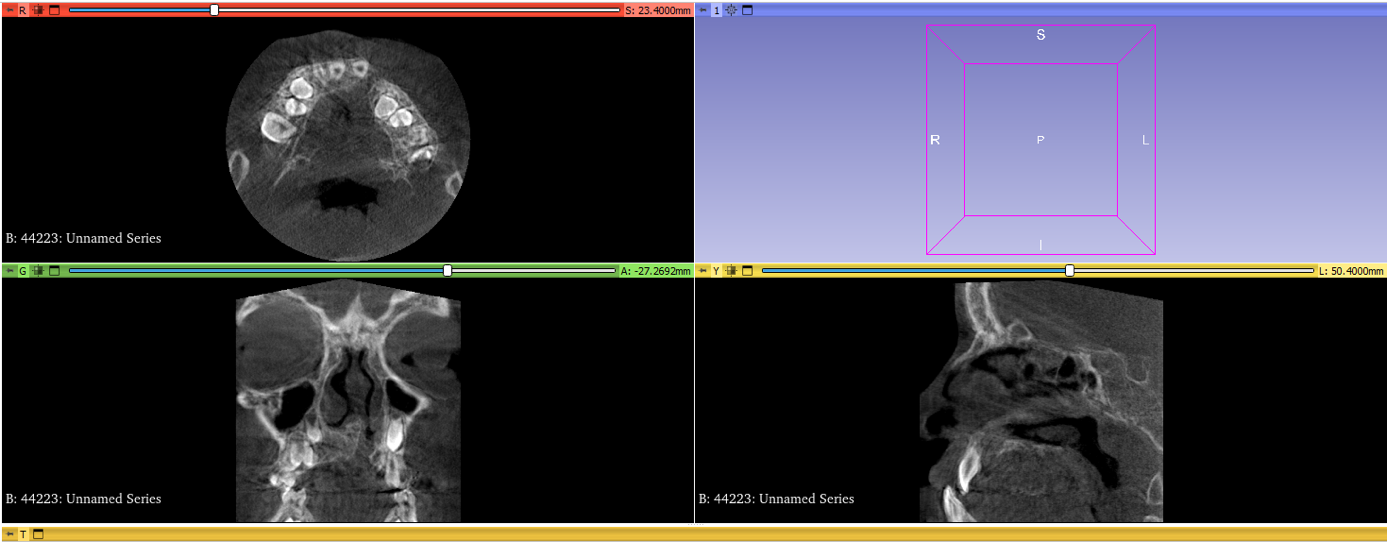 R S: 23.4000mm
1
S
R P L
I
B: 44223: Unnamed Series
G A: -27.2692mm
Y L: 50.4000mm
B: 44223: Unnamed Series
B: 44223: Unnamed Series
T